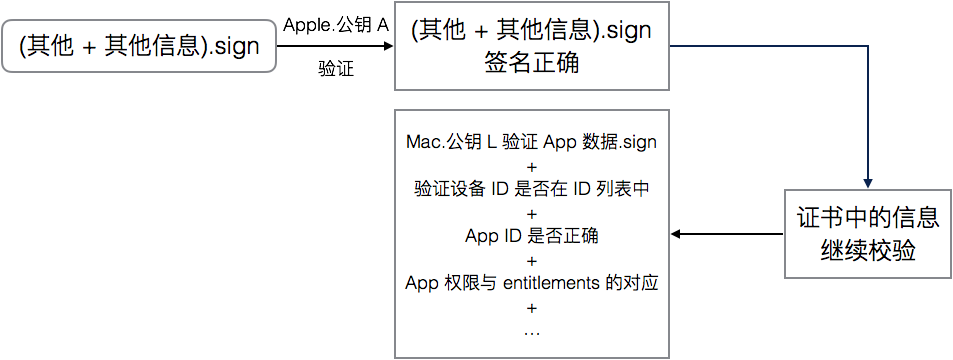 (其他 + 其他信息).sign
Apple.公钥 A
验证
(其他 + 其他信息).sign
签名正确
证书中的信息
继续校验
Mac.公钥 L 验证 App 数据.sign
+
验证设备 ID 是否在 ID 列表中
+
App ID 是否正确
+
App 权限与 entitlements 的对应
+
…